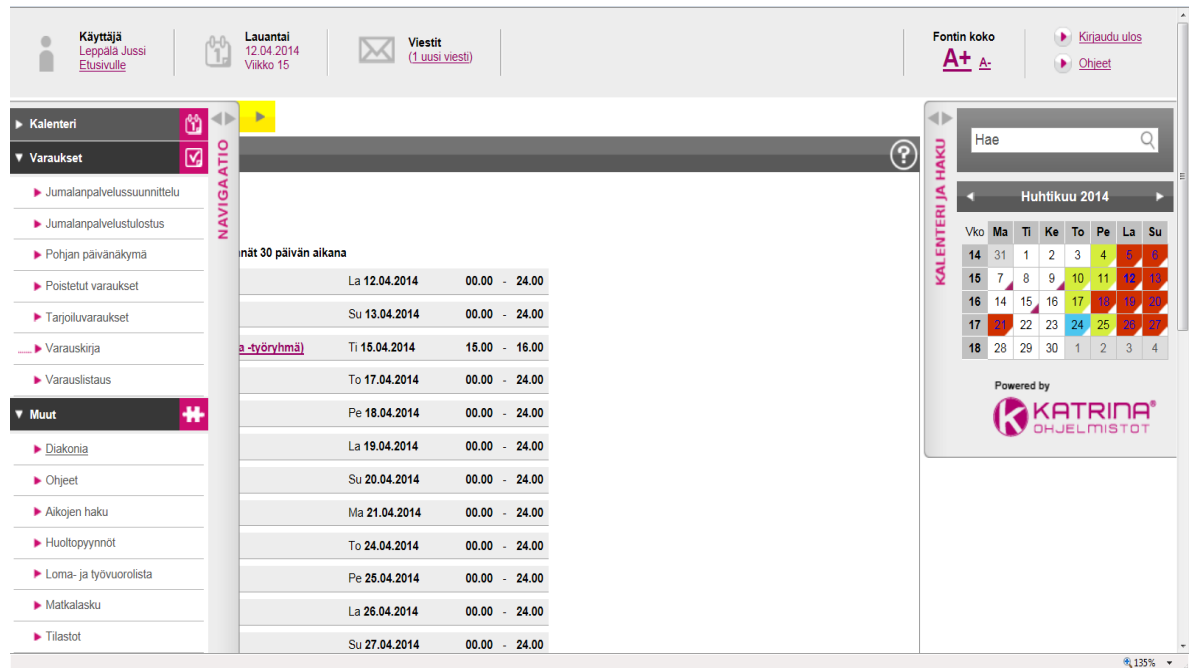 Käyttäjä
Leppälä Jussi
Etusivulle
Lauantai
12.04.2014
Viikko 15
Viestit
(1 uusi viesti)
Fontin koko
A+ A-
Kirjaudu ulos
Ohjeet
Kalenteri
Varaukset
Jumalanpalvelussuunnittelu
Jumalanpalvelustulostus
Pohjan päivänäkymä
Poistetut varaukset
Tarjoiluvaraukset
Varauskirja
Varauslistaus
Muut
Diakonia
Ohjeet
Aikojen haku
Huoltopyynnöt
Loma- ja työvuorolista
Matkalasku
Tilastot
NAVIGAATIO
?
nnät 30 päivän aikana
La 12.04.2014 00.00 - 24.00
Su 13.04.2014 00.00 - 24.00
a -työryhmä) Ti 15.04.2014 15.00 - 16.00
To 17.04.2014 00.00 - 24.00
Pe 18.04.2014 00.00 - 24.00
La 19.04.2014 00.00 - 24.00
Su 20.04.2014 00.00 - 24.00
Ma 21.04.2014 00.00 - 24.00
To 24.04.2014 00.00 - 24.00
Pe 25.04.2014 00.00 - 24.00
La 26.04.2014 00.00 - 24.00
Su 27.04.2014 00.00 - 24.00
KALENTERI JA HAKU
Hae
Huhtikuu 2014
Vko Ma Ti Ke To Pe La Su
14 31 1 2 3 4 5 6
15 7 8 9 10 11 12 13
16 14 15 16 17 18 19 20
17 21 22 23 24 25 26 27
18 28 29 30 1 2 3 4
Powered by
KATRINA®
OHJELMISTOT
135%